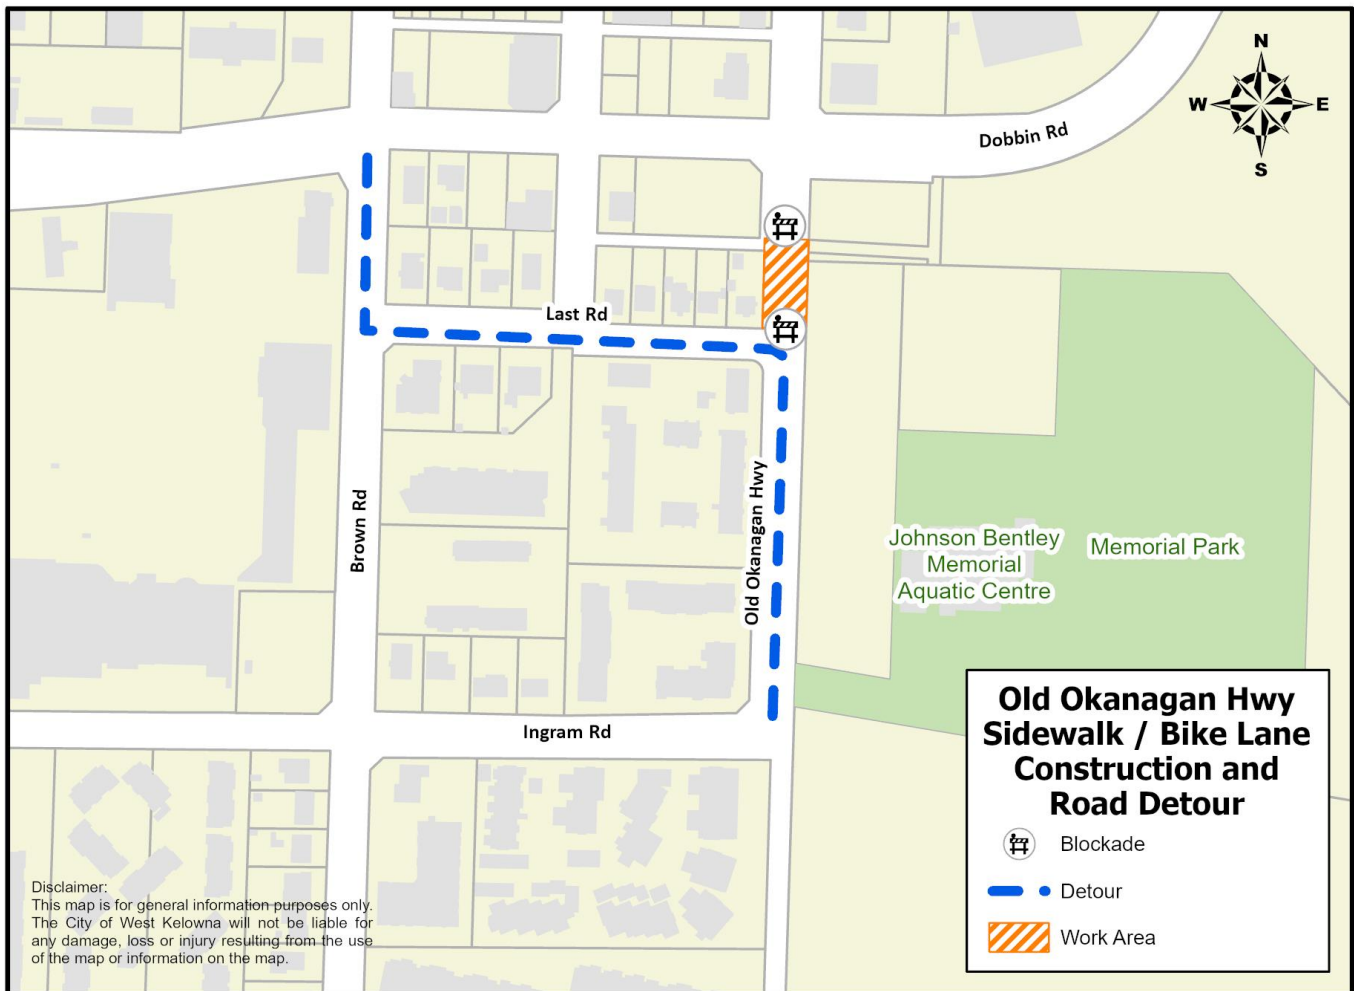 N
W
E
S
Dobbin Rd
Last Rd
Brown Rd
Old Okanagan Hwy
Johnson Bentley
Memorial
Aquatic Centre
Memorial Park
Ingram Rd
Old Okanagan Hwy
Sidewalk / Bike Lane
Construction and
Road Detour
Blockade
Detour
Work Area
Disclaimer:
This map is for general information purposes only.
The City of West Kelowna will not be liable for
any damage, loss or injury resulting from the use
of the map or information on the map.